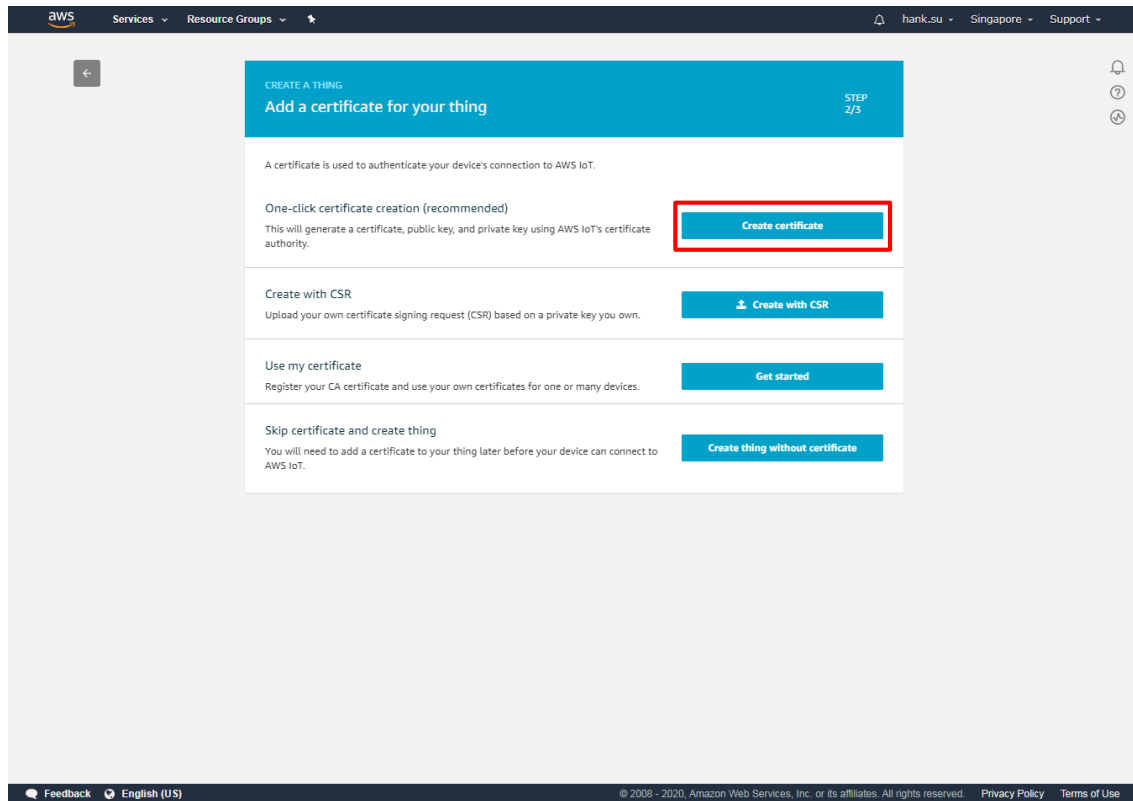 aws Services Resource Groups hank.su Singapore Support
CREATE A THING
Add a certificate for your thing
STEP
2/3
A certificate is used to authenticate your device's connection to AWS IoT.
One-click certificate creation (recommended)
This will generate a certificate, public key, and private key using AWS IoT's certificate
authority.
Create certificate
Create with CSR
Upload your own certificate signing request (CSR) based on a private key you own.
Create with CSR
Use my certificate
Register your CA certificate and use your own certificates for one or many devices.
Get started
Skip certificate and create thing
You will need to add a certificate to your thing later before your device can connect to
AWS IoT.
Create thing without certificate
Feedback English (US) © 2008 - 2020, Amazon Web Services, Inc. or its affiliates. All rights reserved. Privacy Policy Terms of Use